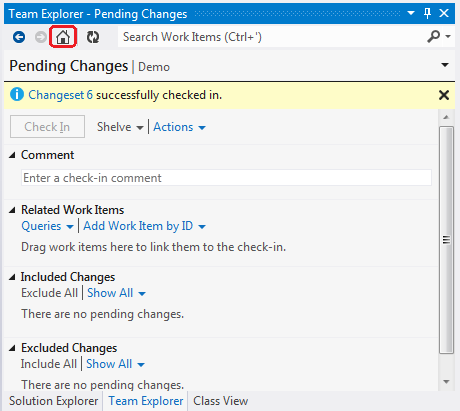 Team Explorer - Pending Changes
Search Work Items (Ctrl+')
Pending Changes | Demo
Changeset 6 successfully checked in.
Check In Shelve | Actions
Comment
Enter a check-in comment
Related Work Items
Queries | Add Work Item by ID
Drag work items here to link them to the check-in.
Included Changes
Exclude All | Show All
There are no pending changes.
Excluded Changes
Include All | Show All
There are no pending changes.
Solution Explorer Team Explorer Class View